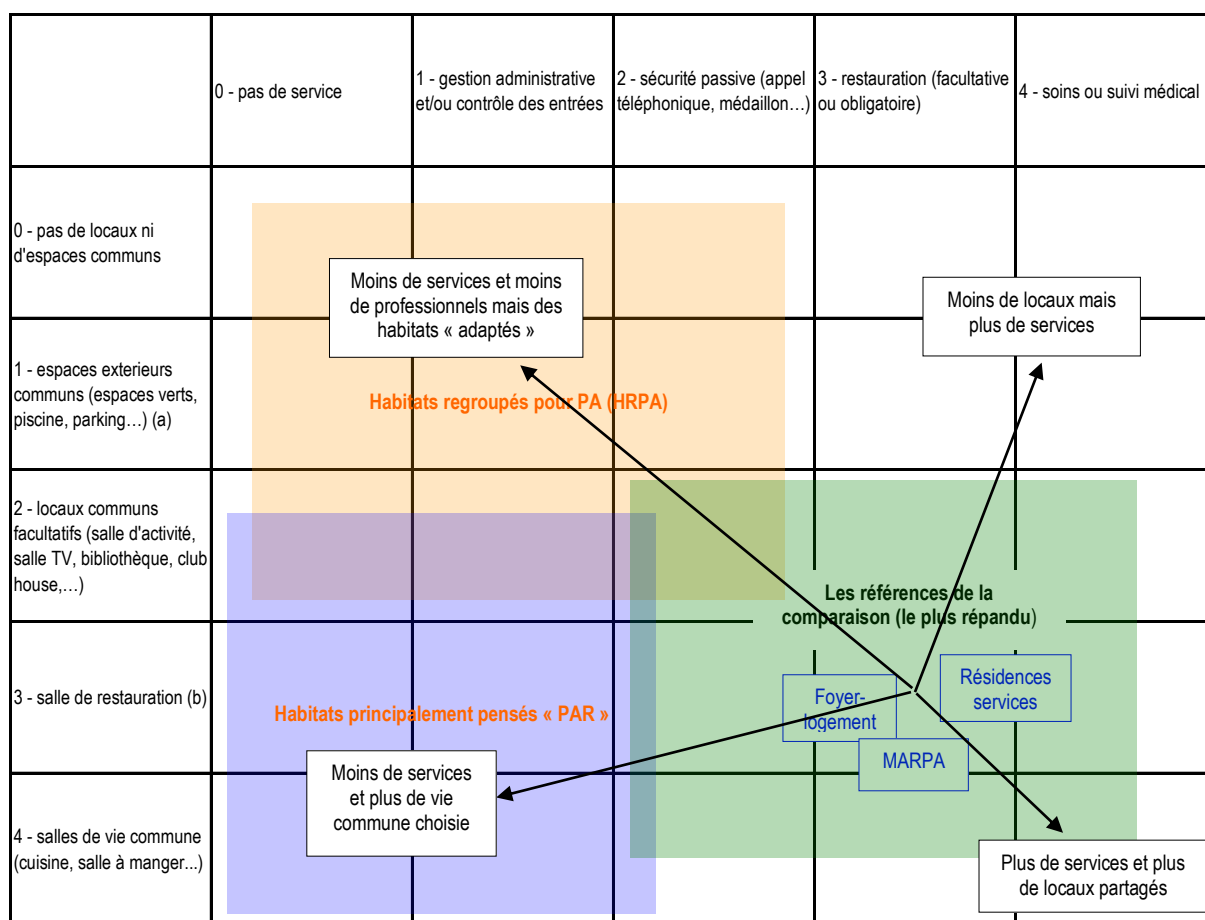 0 - pas de service
1 - gestion administrative
et/ou contrôle des entrées
2 - sécurité passive (appel
téléphonique, médaillon…)
3 - restauration (facultative
ou obligatoire)
4 - soins ou suivi médical
0 - pas de locaux ni
d'espaces communs
Moins de services et moins
de professionnels mais des
habitats « adaptés »
Moins de locaux mais
plus de services
1 - espaces exterieurs
communs (espaces verts,
piscine, parking…) (a)
Habitats regroupés pour PA (HRPA)
2 - locaux communs
facultatifs (salle d'activité,
salle TV, bibliothèque, club
house,…)
Les références de la
comparaison (le plus répandu)
3 - salle de restauration (b)
Habitats principalement pensés « PAR »
Foyer-
logement
Résidences
services
MARPA
Moins de services
et plus de vie
commune choisie
4 - salles de vie commune
(cuisine, salle à manger...)
Plus de services et plus
de locaux partagés